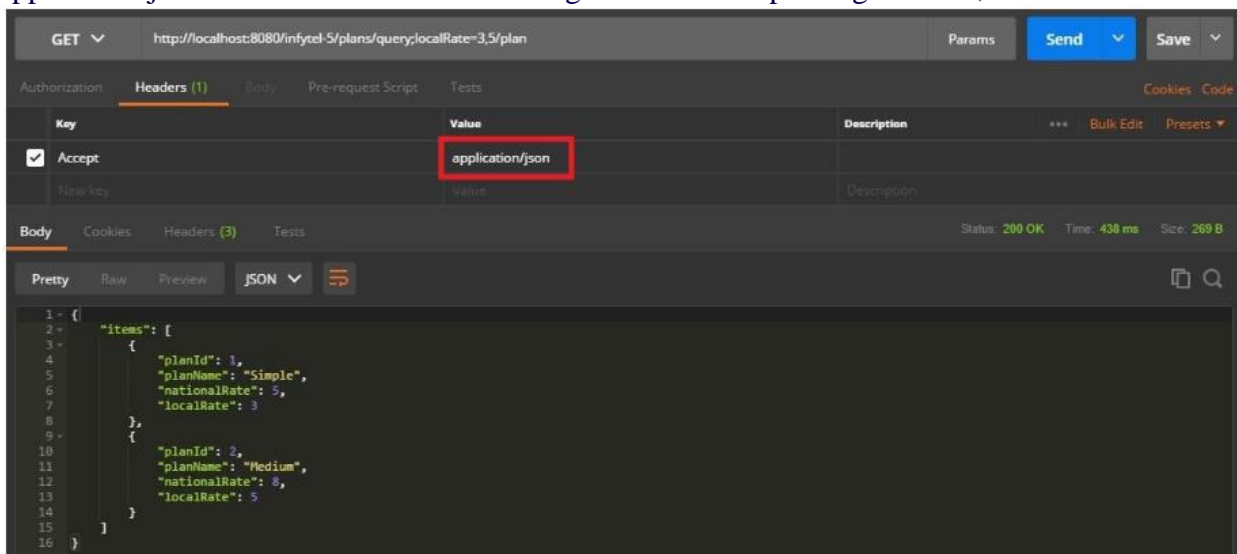 GET http://localhost:8080/infytel-5/plans/query;localRate=3,5/plan Params Send Save
Authorization Headers (1) Body Pre-request Script Tests Cookies Code
Key Value Description ••• Bulk Edit Presets
Accept application/json
New key Value Description
Body Cookies Headers (3) Tests Status: 200 OK Time: 438 ms Size: 269 B
Pretty Raw Preview JSON
1 {
2 "items": [
3 {
4 "planId": 1,
5 "planName": "Simple",
6 "nationalRate": 5,
7 "localRate": 3
8 },
9 {
10 "planId": 2,
11 "planName": "Medium",
12 "nationalRate": 8,
13 "localRate": 5
14 }
15 ]
16 }